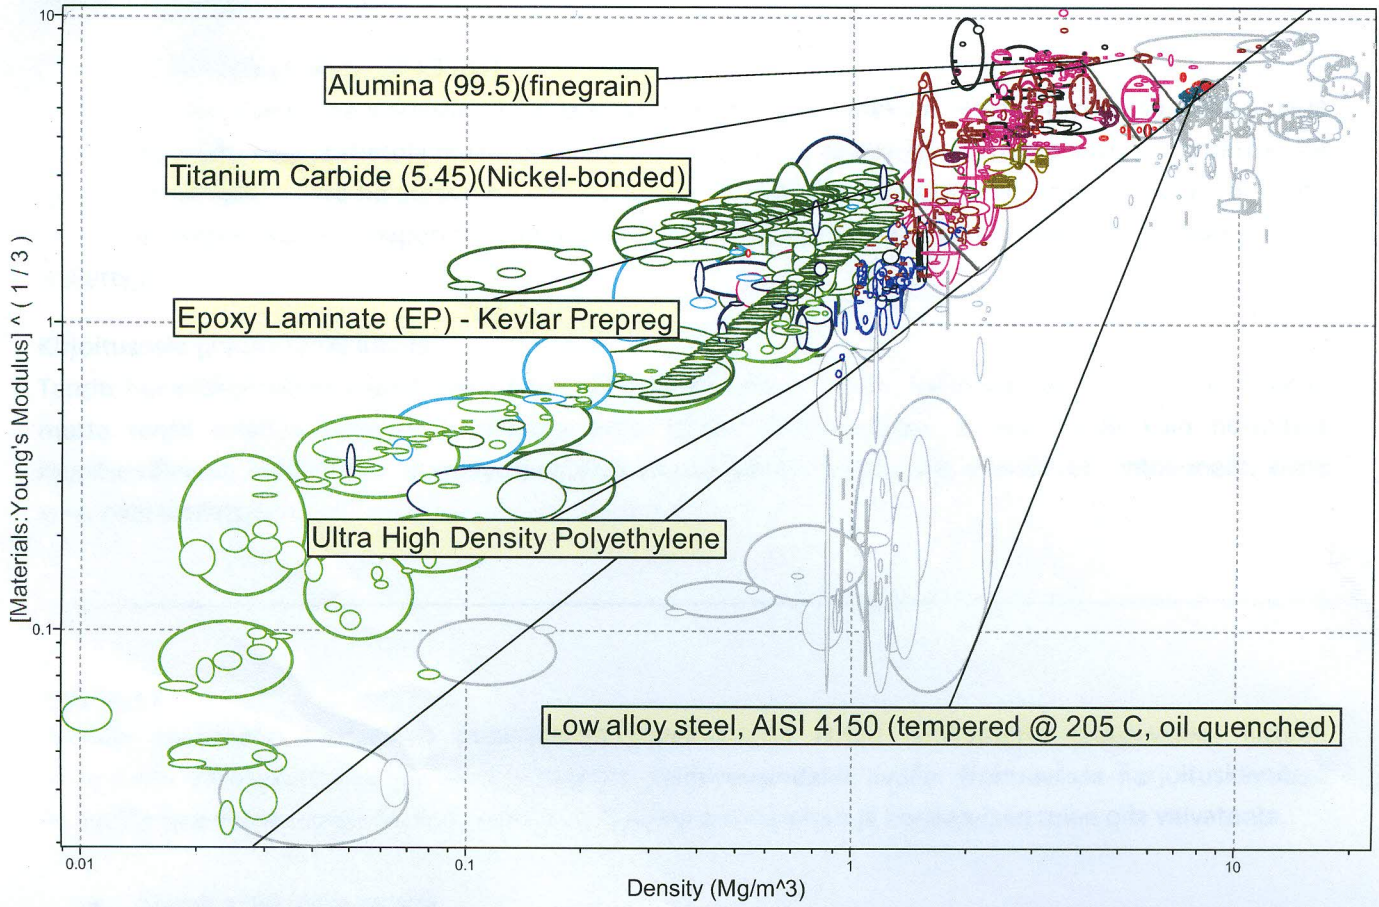 10
Alumina (99.5)(finegrain)
Titanium Carbide (5.45)(Nickel-bonded)
Epoxy Laminate (EP) - Kevlar Prepreg
1
Ultra High Density Polyethylene
0.1
Low alloy steel, AISI 4150 (tempered @ 205 C, oil quenched)
[Materials:Young's Modulus] ^ ( 1 / 3 )
0.01
0.1
1
10
Density (Mg/m^3)